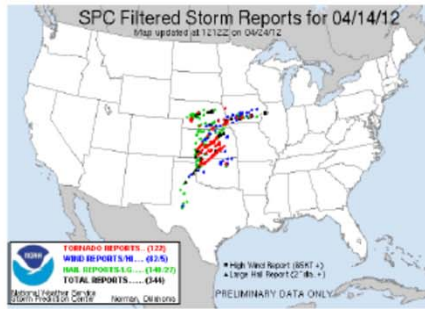 SPC Filtered Storm Reports for 04/14/12
Map updated at 1212Z on 04/24/12
NOAA
TORNADO REPORTS.. (122)
WIND REPORTS/HI.... (82/5)
HAIL REPORTS/LG.... (140/27)
TOTAL REPORTS...... (344)
National Weather Service
Storm Prediction Center Norman, Oklahoma
High Wind Report (65KT +)
Large Hail Report (2" dia. +)
PRELIMINARY DATA ONLY